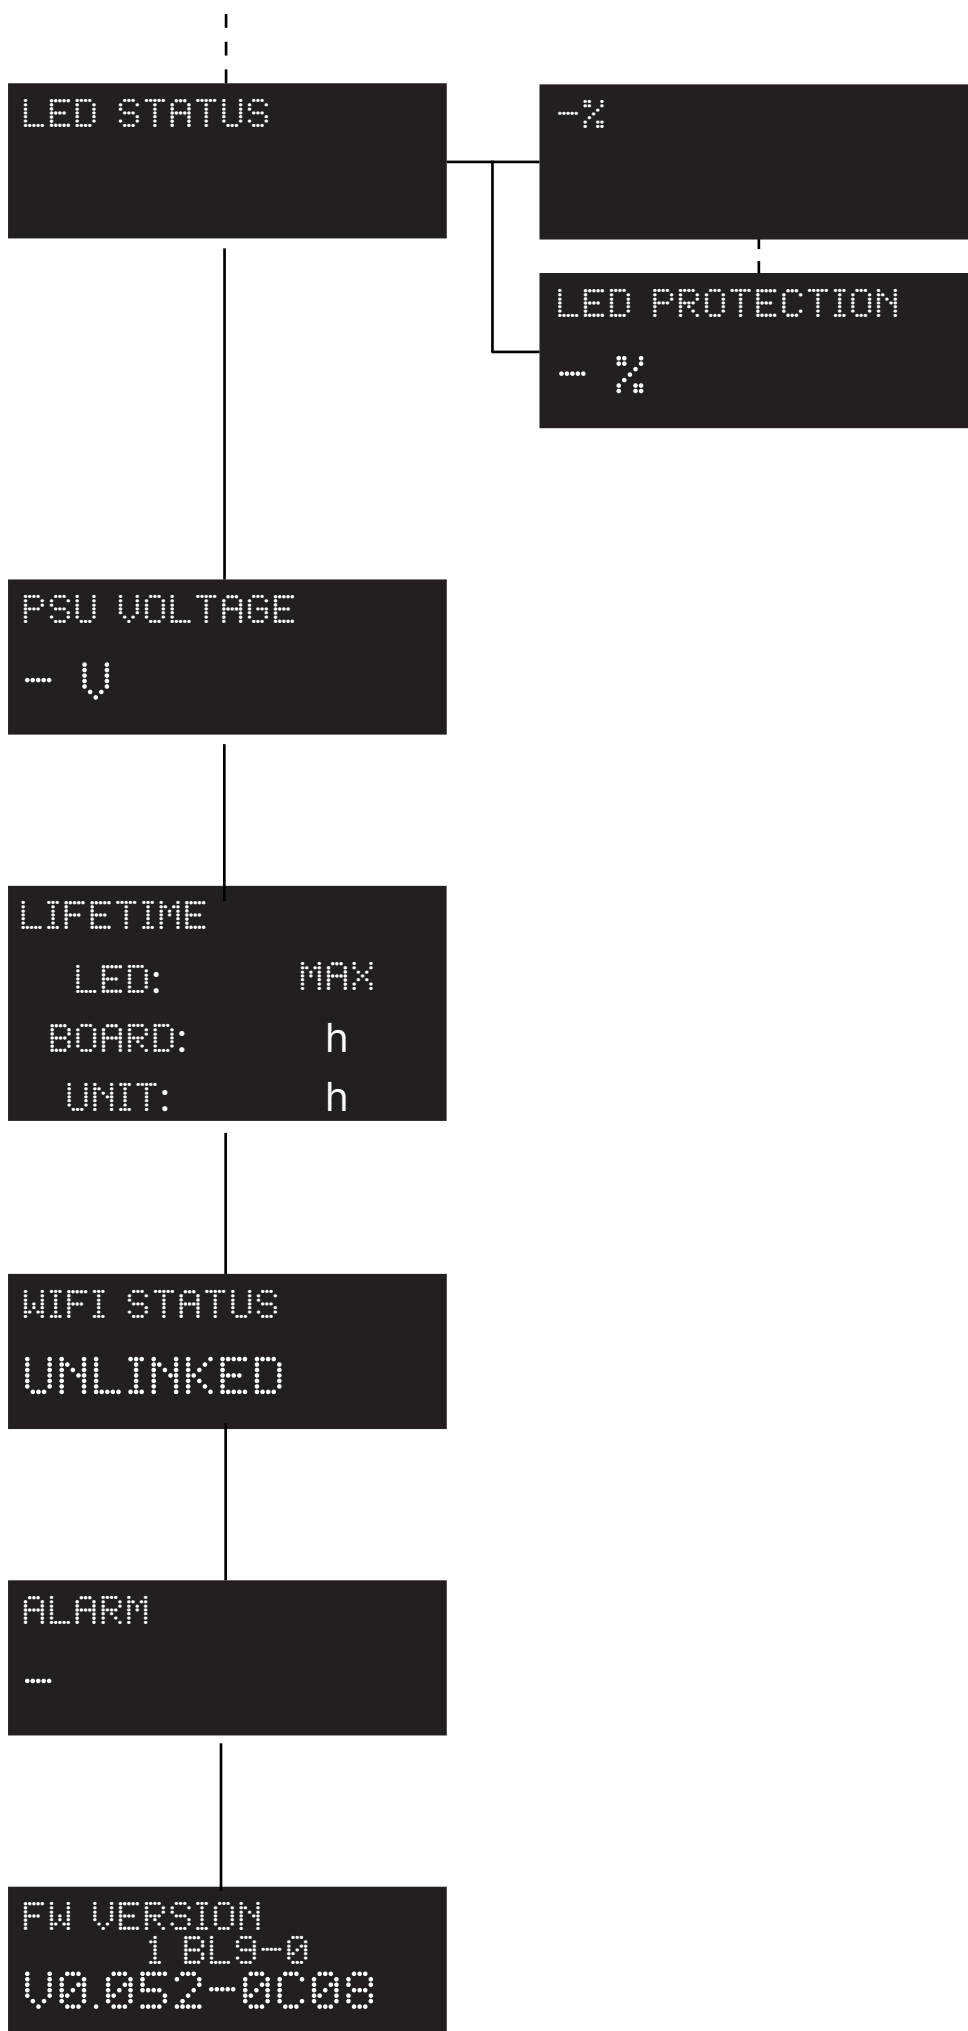 LED STATUS
-%
LED PROTECTION
- %
PSU VOLTAGE
- V
LIFETIME
LED: MAX
BOARD: h
UNIT: h
WIFI STATUS
UNLINKED
ALARM
-
FW VERSION
1 BL9-0
V0.052-0C08